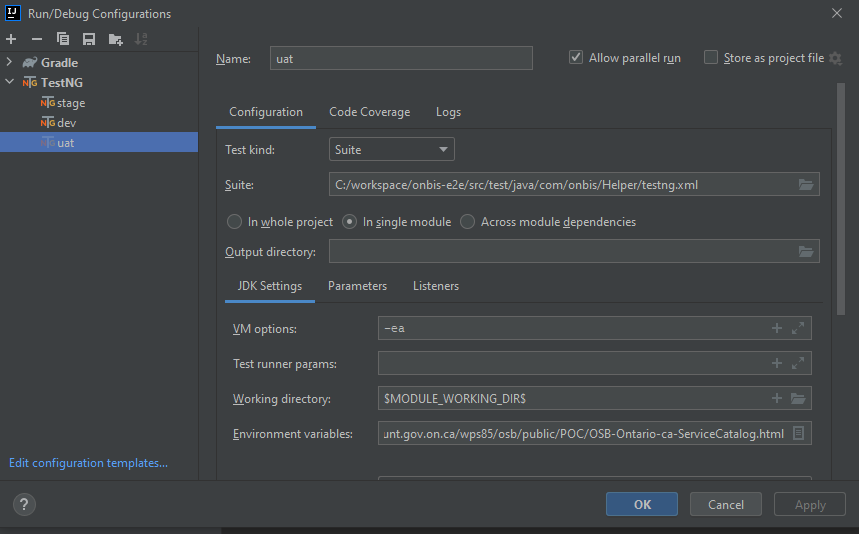 Run/Debug Configurations
Gradle
TestNG
stage
dev
uat
Edit configuration templates...
Name: uat Allow parallel run Store as project file
Configuration Code Coverage Logs
Test kind: Suite
Suite: C:/workspace/onbis-e2e/src/test/java/com/onbis/Helper/testng.xml
In whole project In single module Across module dependencies
Output directory:
JDK Settings Parameters Listeners
VM options: -ea
Test runner params:
Working directory: $MODULE_WORKING_DIR$
Environment variables: unt.gov.on.ca/wps85/osb/public/POC/OSB-Ontario-ca-ServiceCatalog.html
? OK Cancel Apply